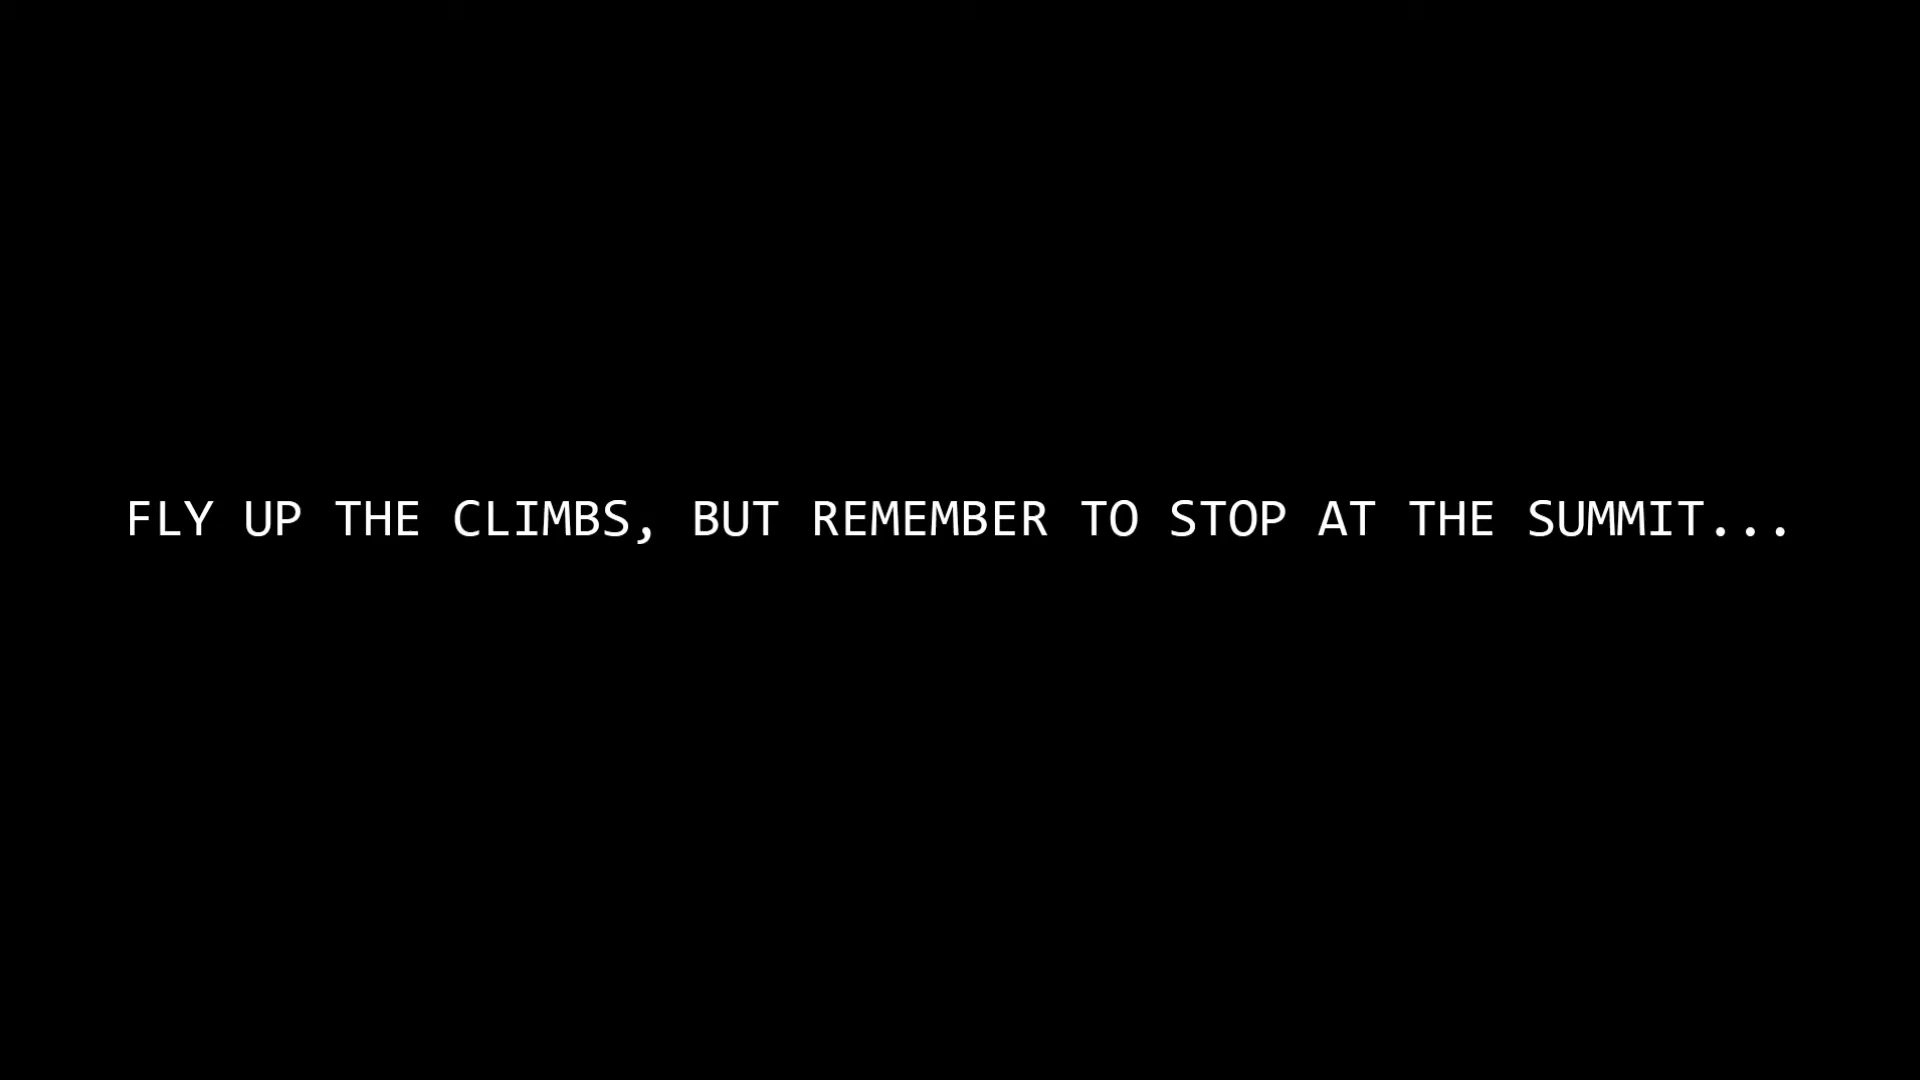 FLY UP THE CLIMBS, BUT REMEMBER TO STOP AT THE SUMMIT...